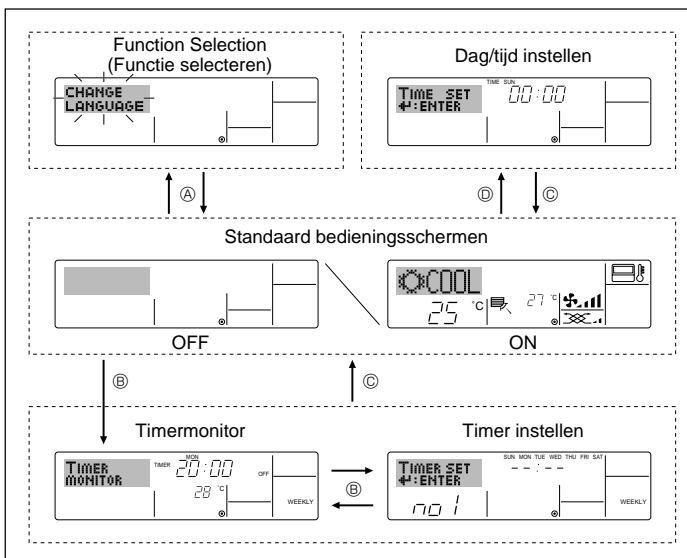 Function Selection
(Functie selecteren)
CHANGE
LANGUAGE
Dag/tijd instellen
TIME SUN
TIME SET 00:00
↵:ENTER
Ⓐ
Ⓓ
Ⓒ
Standaard bedieningsschermen
OFF
COOL
25 °C 27 °C
ON
Ⓑ
Ⓒ
Timermonitor
MON
TIMER TIMER 20:00 OFF
MONITOR
28 °C
WEEKLY
Ⓑ
Timer instellen
SUN MON TUE WED THU FRI SAT
TIMER SET --:--
↵:ENTER
no 1
WEEKLY